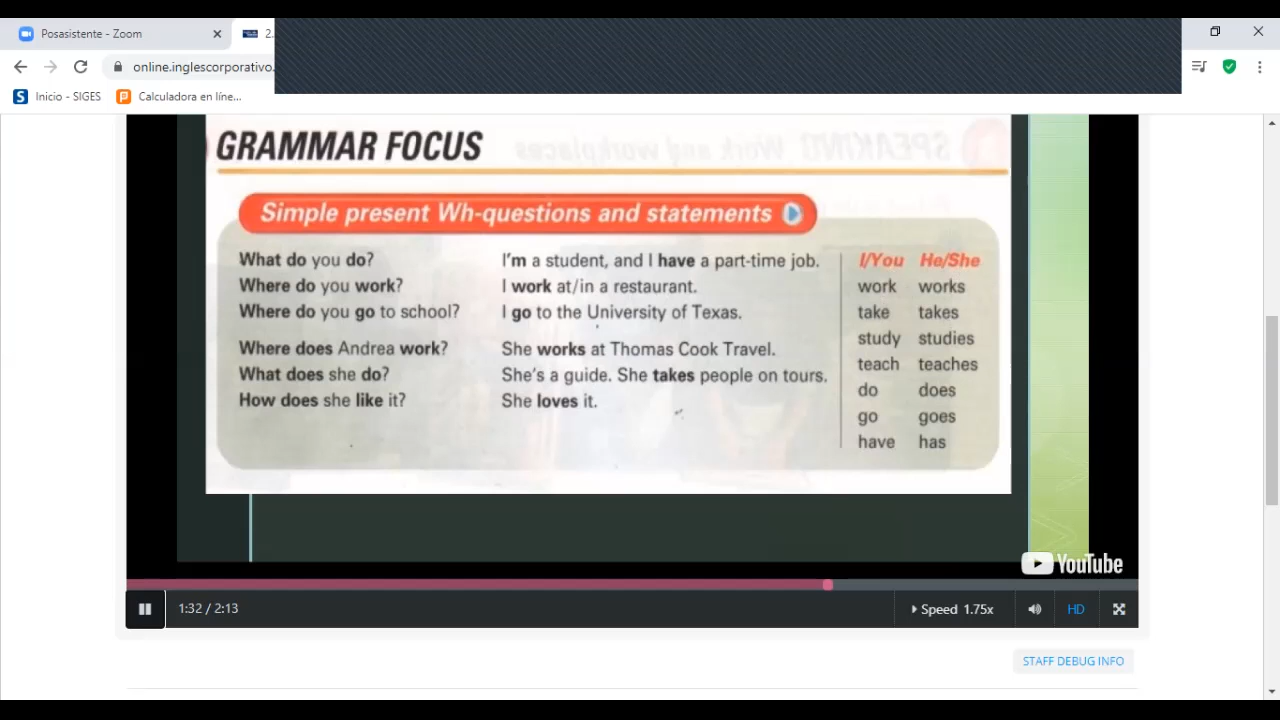 Posasistente - Zoom
2.
online.inglescorporativo.
Inicio - SIGES
Calculadora en líne...
GRAMMAR FOCUS
SPEAKING Work and workplaces
Simple present Wh-questions and statements
What do you do? I'm a student, and I have a part-time job.
Where do you work? I work at/in a restaurant.
Where do you go to school? I go to the University of Texas.
Where does Andrea work? She works at Thomas Cook Travel.
What does she do? She's a guide. She takes people on tours.
How does she like it? She loves it.
I/You He/She
work works
take takes
study studies
teach teaches
do does
go goes
have has
YouTube
1:32 / 2:13
Speed 1.75x
HD
STAFF DEBUG INFO